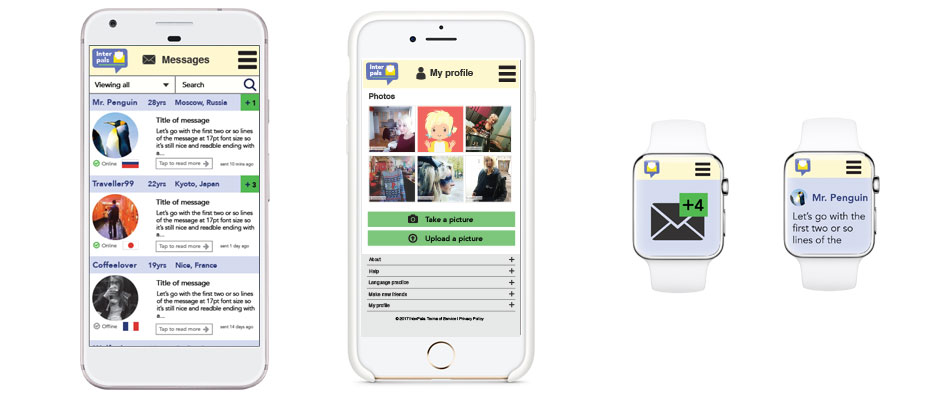 Inter
pals
Messages
Viewing all
Search
Mr. Penguin 28yrs Moscow, Russia +1
Title of message
Let's go with the first two or so lines
of the message at 17pt font size so
it's still nice and readble ending with
a...
Online
Tap to read more
sent 10 mins ago
Traveller99 22yrs Kyoto, Japan +3
Title of message
Let's go with the first two or so lines
of the message at 17pt font size so
it's still nice and readble ending with
a...
Online
Tap to read more
sent 1 day ago
Coffeelover 19yrs Nice, France
Title of message
Let's go with the first two or so lines
of the message at 17pt font size so
it's still nice and readble ending with
a...
Offline
Tap to read more
sent 14 days ago
Inter
pals
My profile
Photos
Take a picture
Upload a picture
About +
Help +
Language practice +
Make new friends +
My profile +
© 2017 InterPals. Terms of Service | Privacy Policy
+4
Mr. Penguin
Let's go with the
first two or so
lines of the